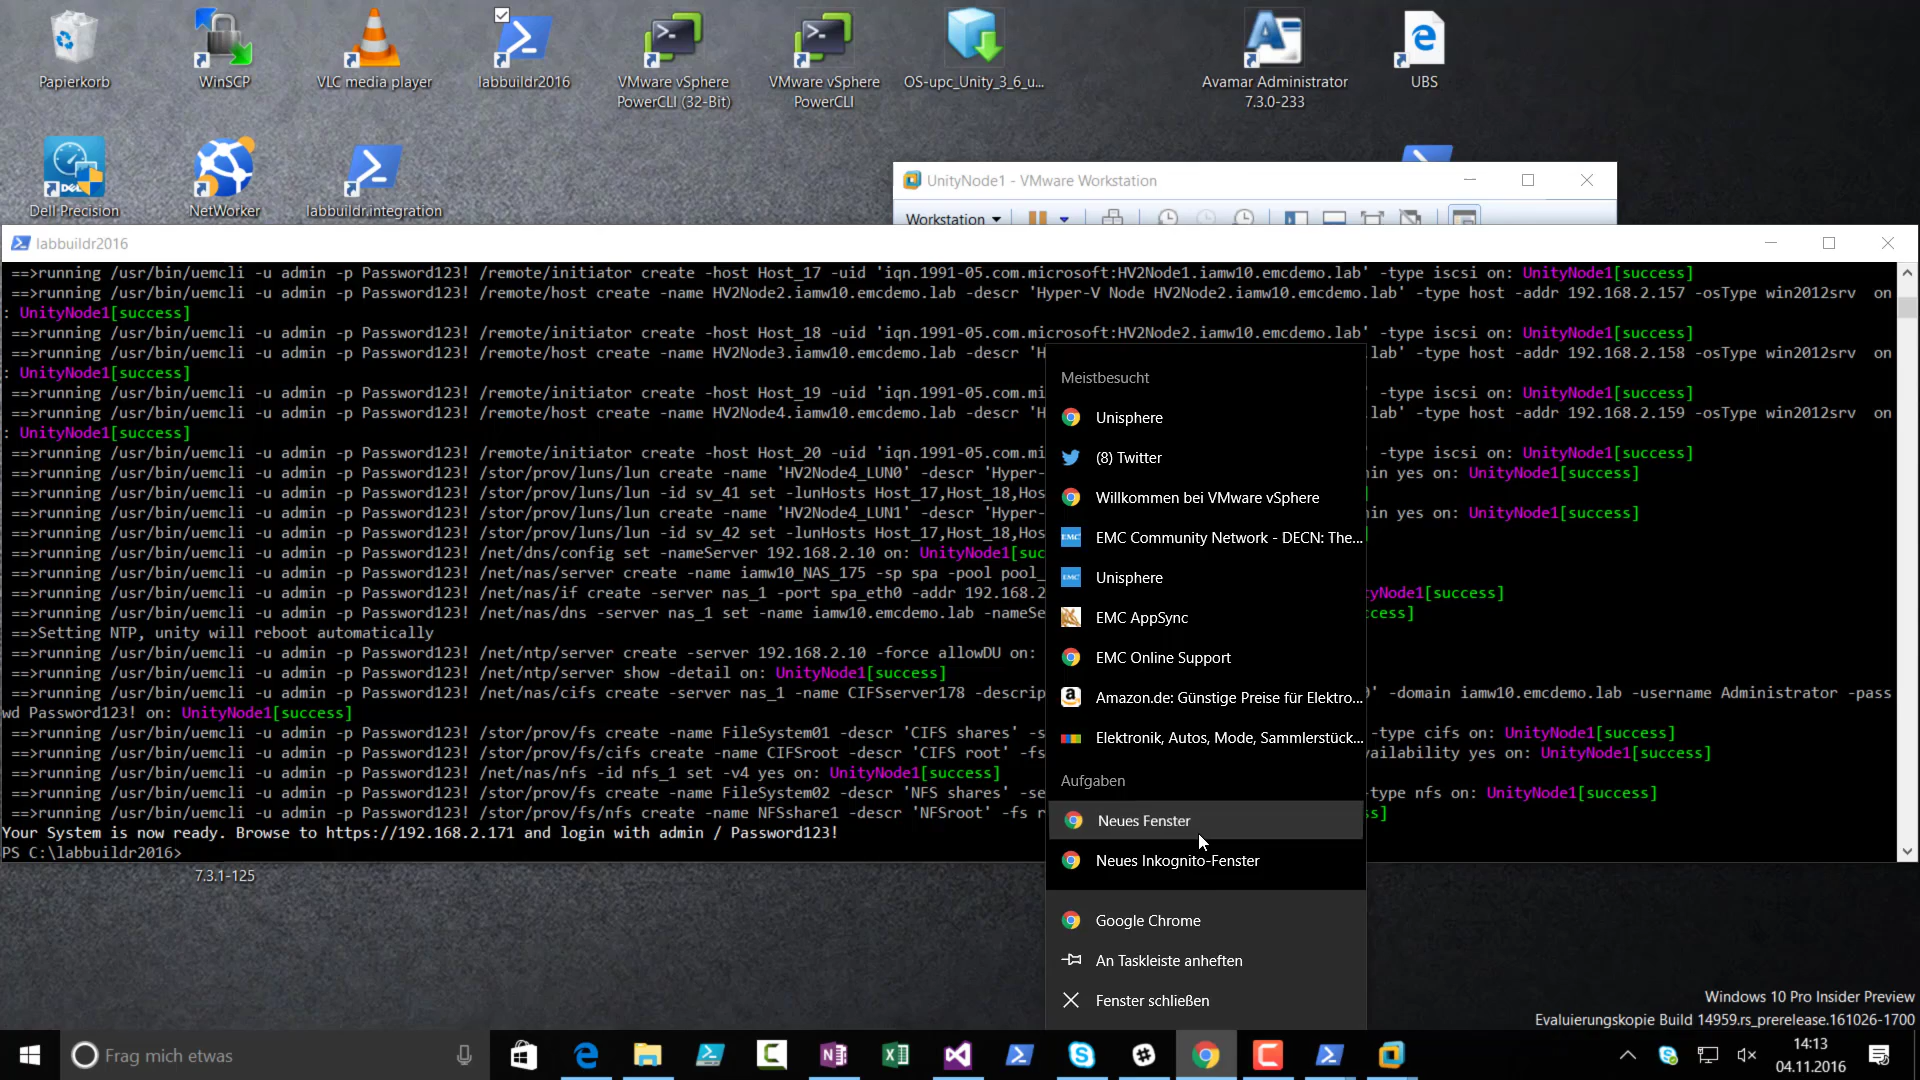 Papierkorb
WinSCP
VLC media player
labbuildr2016
VMware vSphere
PowerCLI (32-Bit)
VMware vSphere
PowerCLI
OS-upc_Unity_3_6_u...
Avamar Administrator
7.3.0-233
UBS
Dell Precision
NetWorker
labbuildr.integration
UnityNode1 - VMware Workstation
Workstation
labbuildr2016
==>running /usr/bin/uemcli -u admin -p Password123! /remote/initiator create -host Host_17 -uid 'iqn.1991-05.com.microsoft:HV2Node1.iamw10.emcdemo.lab' -type iscsi on: UnityNode1[success]
==>running /usr/bin/uemcli -u admin -p Password123! /remote/host create -name HV2Node2.iamw10.emcdemo.lab -descr 'Hyper-V Node HV2Node2.iamw10.emcdemo.lab' -type host -addr 192.168.2.157 -osType win2012srv on
: UnityNode1[success]
==>running /usr/bin/uemcli -u admin -p Password123! /remote/initiator create -host Host_18 -uid 'iqn.1991-05.com.microsoft:HV2Node2.iamw10.emcdemo.lab' -type iscsi on: UnityNode1[success]
==>running /usr/bin/uemcli -u admin -p Password123! /remote/host create -name HV2Node3.iamw10.emcdemo.lab -descr 'H lab' -type host -addr 192.168.2.158 -osType win2012srv on
: UnityNode1[success]
==>running /usr/bin/uemcli -u admin -p Password123! /remote/initiator create -host Host_19 -uid 'iqn.1991-05.com.mi -type iscsi on: UnityNode1[success]
==>running /usr/bin/uemcli -u admin -p Password123! /remote/host create -name HV2Node4.iamw10.emcdemo.lab -descr 'H lab' -type host -addr 192.168.2.159 -osType win2012srv on
: UnityNode1[success]
==>running /usr/bin/uemcli -u admin -p Password123! /remote/initiator create -host Host_20 -uid 'iqn.1991-05.com.mi -type iscsi on: UnityNode1[success]
==>running /usr/bin/uemcli -u admin -p Password123! /stor/prov/luns/lun create -name 'HV2Node4_LUN0' -descr 'Hyper- in yes on: UnityNode1[success]
==>running /usr/bin/uemcli -u admin -p Password123! /stor/prov/luns/lun -id sv_41 set -lunHosts Host_17,Host_18,Hos ]
==>running /usr/bin/uemcli -u admin -p Password123! /stor/prov/luns/lun create -name 'HV2Node4_LUN1' -descr 'Hyper- in yes on: UnityNode1[success]
==>running /usr/bin/uemcli -u admin -p Password123! /stor/prov/luns/lun -id sv_42 set -lunHosts Host_17,Host_18,Hos ]
==>running /usr/bin/uemcli -u admin -p Password123! /net/dns/config set -nameServer 192.168.2.10 on: UnityNode1[suc
==>running /usr/bin/uemcli -u admin -p Password123! /net/nas/server create -name iamw10_NAS_175 -sp spa -pool pool_
==>running /usr/bin/uemcli -u admin -p Password123! /net/nas/if create -server nas_1 -port spa_eth0 -addr 192.168.2 yNode1[success]
==>running /usr/bin/uemcli -u admin -p Password123! /net/nas/dns -server nas_1 set -name iamw10.emcdemo.lab -nameSe cess]
==>Setting NTP, unity will reboot automatically
==>running /usr/bin/uemcli -u admin -p Password123! /net/ntp/server create -server 192.168.2.10 -force allowDU on:
==>running /usr/bin/uemcli -u admin -p Password123! /net/ntp/server show -detail on: UnityNode1[success]
==>running /usr/bin/uemcli -u admin -p Password123! /net/nas/cifs create -server nas_1 -name CIFSserver178 -descrip ' -domain iamw10.emcdemo.lab -username Administrator -pass
wd Password123! on: UnityNode1[success]
==>running /usr/bin/uemcli -u admin -p Password123! /stor/prov/fs create -name FileSystem01 -descr 'CIFS shares' -s -type cifs on: UnityNode1[success]
==>running /usr/bin/uemcli -u admin -p Password123! /stor/prov/fs/cifs create -name CIFSroot -descr 'CIFS root' -fs ailability yes on: UnityNode1[success]
==>running /usr/bin/uemcli -u admin -p Password123! /net/nas/nfs -id nfs_1 set -v4 yes on: UnityNode1[success]
==>running /usr/bin/uemcli -u admin -p Password123! /stor/prov/fs create -name FileSystem02 -descr 'NFS shares' -se type nfs on: UnityNode1[success]
==>running /usr/bin/uemcli -u admin -p Password123! /stor/prov/fs/nfs create -name NFSshare1 -descr 'NFSroot' -fs r s]
Your System is now ready. Browse to https://192.168.2.171 and login with admin / Password123!
PS C:\labbuildr2016>
7.3.1-125
Meistbesucht
Unisphere
(8) Twitter
Willkommen bei VMware vSphere
EMC Community Network - DECN: The...
Unisphere
EMC AppSync
EMC Online Support
Amazon.de: Günstige Preise für Elektro...
Elektronik, Autos, Mode, Sammlerstück...
Aufgaben
Neues Fenster
Neues Inkognito-Fenster
Google Chrome
An Taskleiste anheften
Fenster schließen
Windows 10 Pro Insider Preview
Evaluierungskopie Build 14959.rs_prerelease.161026-1700
Frag mich etwas
14:13
04.11.2016